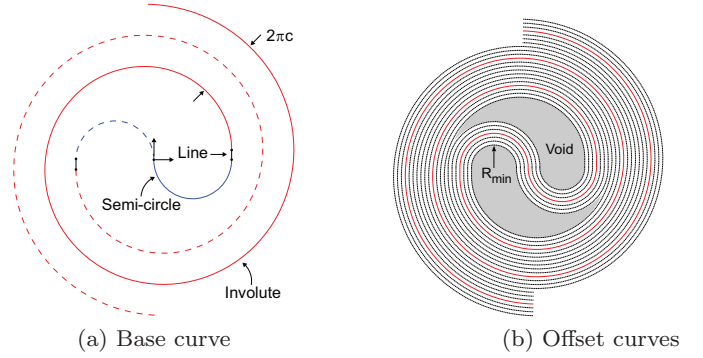 2πc
Line
Semi-circle
Involute
(a) Base curve
Void
R_min
(b) Offset curves